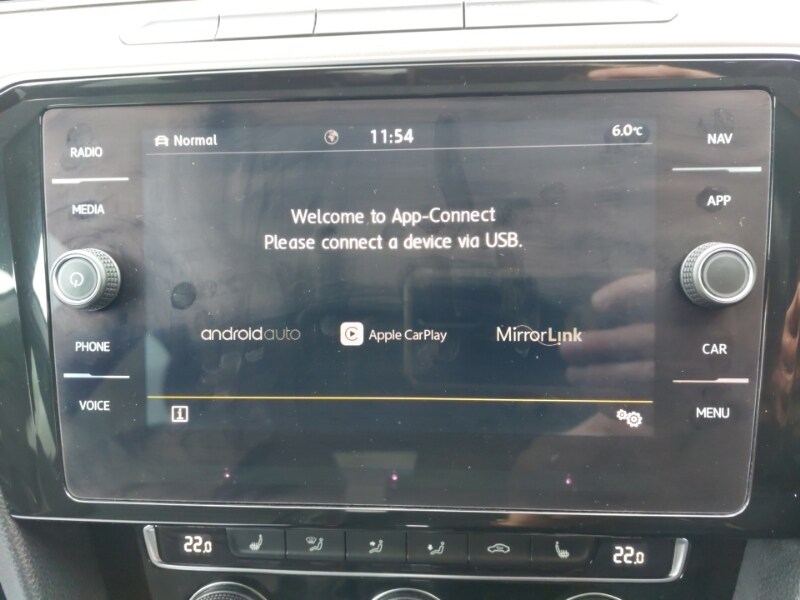 Normal 11:54 6.0°C
RADIO
MEDIA
PHONE
VOICE
Welcome to App-Connect
Please connect a device via USB.
androidauto Apple CarPlay MirrorLink
i
NAV
APP
CAR
MENU
22.0 22.0